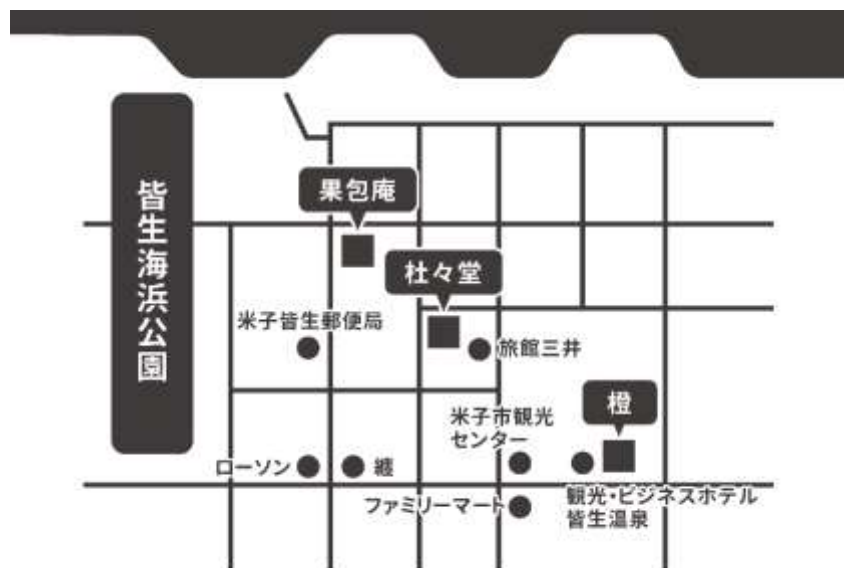 皆生海浜公園
果包庵
杜々堂
米子皆生郵便局
旅館三井
橙
米子市観光
センター
ローソン
纏
ファミリーマート
観光・ビジネスホテル
皆生温泉